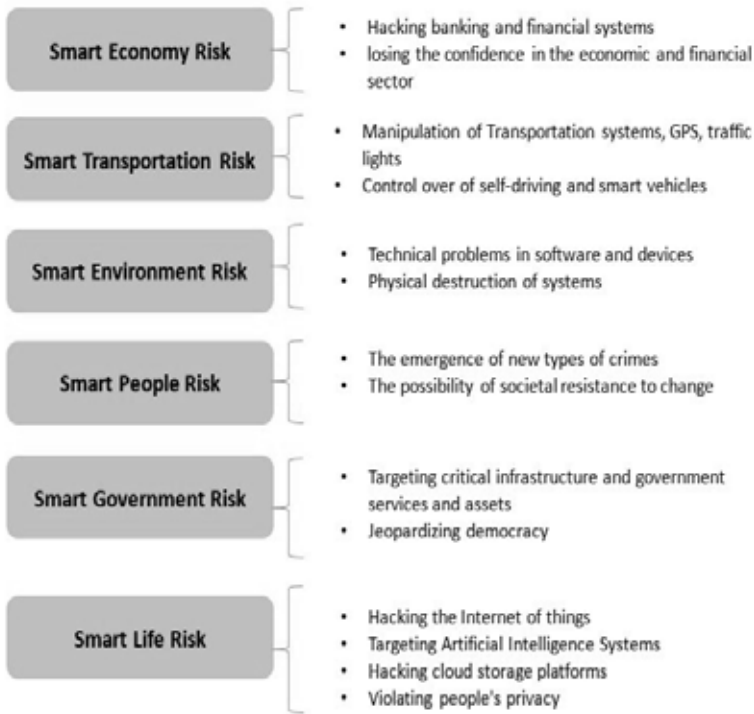 Smart Economy Risk
• Hacking banking and financial systems
• losing the confidence in the economic and financial
sector
Smart Transportation Risk
• Manipulation of Transportation systems, GPS, traffic
lights
• Control over of self-driving and smart vehicles
Smart Environment Risk
• Technical problems in software and devices
• Physical destruction of systems
Smart People Risk
• The emergence of new types of crimes
• The possibility of societal resistance to change
Smart Government Risk
• Targeting critical infrastructure and government
services and assets
• Jeopardizing democracy
Smart Life Risk
• Hacking the Internet of things
• Targeting Artificial Intelligence Systems
• Hacking cloud storage platforms
• Violating people's privacy